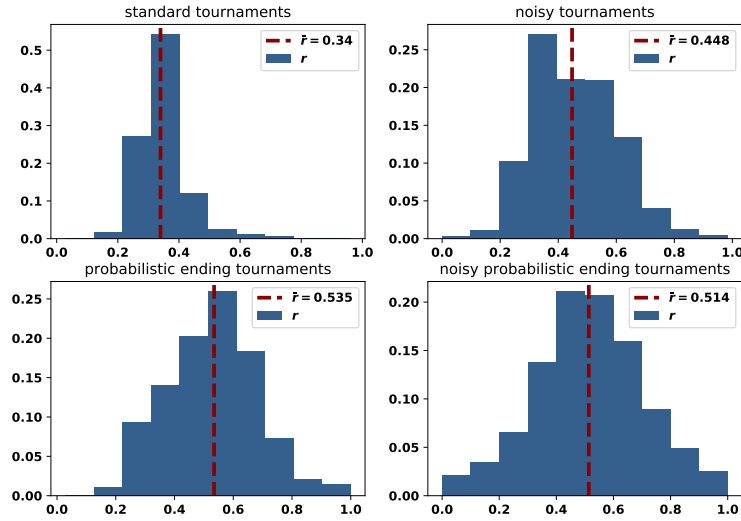 standard tournaments
r̄ = 0.34
r
0.5
0.4
0.3
0.2
0.1
0.0
0.0 0.2 0.4 0.6 0.8 1.0
noisy tournaments
r̄ = 0.448
r
0.25
0.20
0.15
0.10
0.05
0.00
0.0 0.2 0.4 0.6 0.8 1.0
probabilistic ending tournaments
r̄ = 0.535
r
0.25
0.20
0.15
0.10
0.05
0.00
0.0 0.2 0.4 0.6 0.8 1.0
noisy probabilistic ending tournaments
r̄ = 0.514
r
0.20
0.15
0.10
0.05
0.00
0.0 0.2 0.4 0.6 0.8 1.0